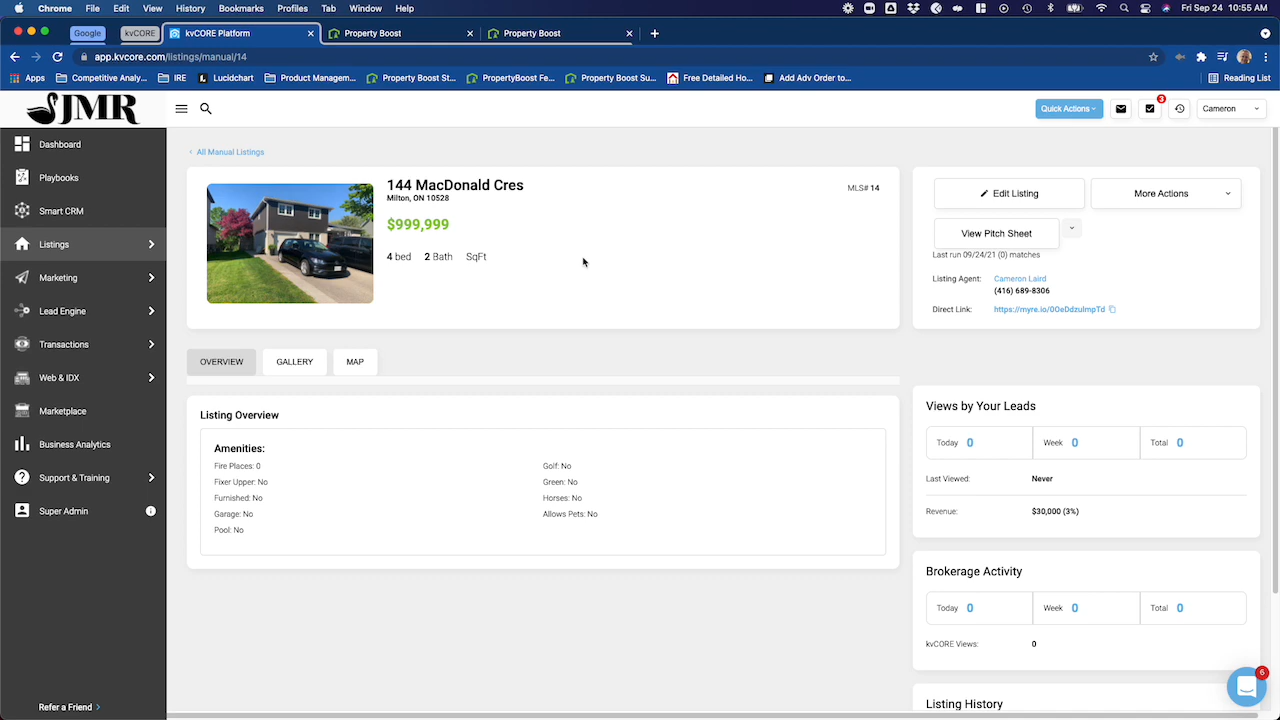 Chrome File Edit View History Bookmarks Profiles Tab Window Help
Fri Sep 24 10:55 AM
Google kvCORE kvCORE Platform Property Boost Property Boost
app.kvcore.com/listings/manual/14
Apps Competitive Analy... IRE Lucidchart Product Managem... Property Boost St... PropertyBoost Fe... Property Boost Su... Free Detailed Ho... Add Adv Order to... Reading List
JMR
Quick Actions
3
Cameron
Dashboard
Playbooks
Smart CRM
Listings
Marketing
Lead Engine
Transactions
Web & IDX
Marketplace
Business Analytics
Support & Training
Super Admin
Refer a Friend >
< All Manual Listings
144 MacDonald Cres
MLS# 14
Milton, ON 10528
$999,999
4 bed 2 Bath SqFt
Edit Listing
More Actions
View Pitch Sheet
Last run 09/24/21 (0) matches
Listing Agent: Cameron Laird
(416) 689-8306
Direct Link: https://myre.io/0OeDdzulmpTd
OVERVIEW GALLERY MAP
Listing Overview
Amenities:
Fire Places: 0
Golf: No
Fixer Upper: No
Green: No
Furnished: No
Horses: No
Garage: No
Allows Pets: No
Pool: No
Views by Your Leads
Today 0 Week 0 Total 0
Last Viewed: Never
Revenue: $30,000 (3%)
Brokerage Activity
Today 0 Week 0 Total 0
kvCORE Views: 0
6
Listing History